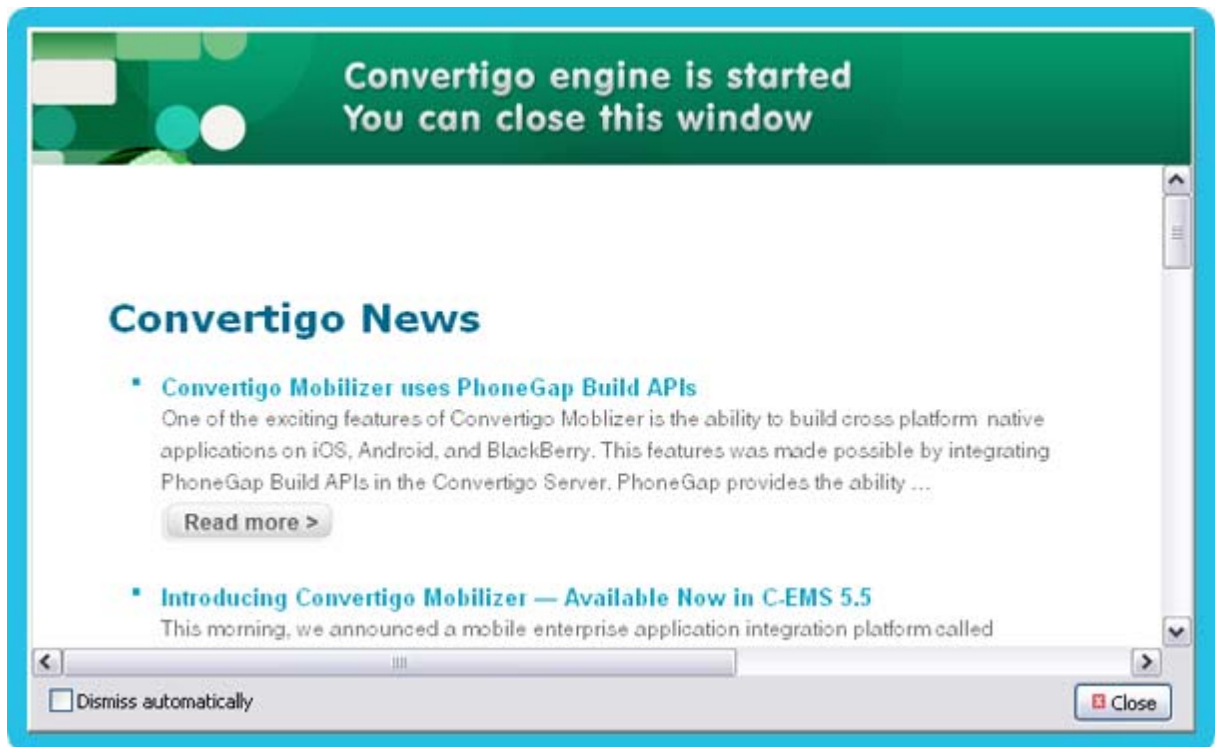 Convertigo engine is started
You can close this window
Convertigo News
Convertigo Mobilizer uses PhoneGap Build APIs
One of the exciting features of Convertigo Moblizer is the ability to build cross platform native
applications on iOS, Android, and BlackBerry. This features was made possible by integrating
PhoneGap Build APIs in the Convertigo Server. PhoneGap provides the ability ...
Read more >
Introducing Convertigo Mobilizer — Available Now in C-EMS 5.5
This morning, we announced a mobile enterprise application integration platform called
Dismiss automatically
Close